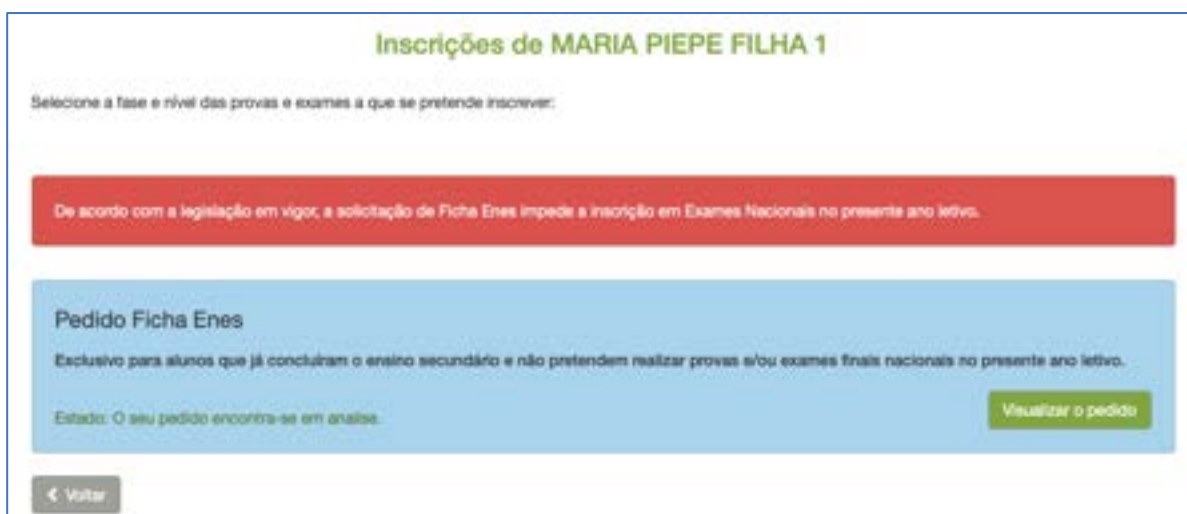 Inscrições de MARIA PIEPE FILHA 1
Selecione a fase e nível das provas e exames a que se pretende inscrever:
De acordo com a legislação em vigor, a solicitação de Ficha Enes impede a inscrição em Exames Nacionais no presente ano letivo.
Pedido Ficha Enes
Exclusivo para alunos que já concluíram o ensino secundário e não pretendem realizar provas e/ou exames finais nacionais no presente ano letivo.
Estado: O seu pedido encontra-se em analise.
Visualizar o pedido
Voltar